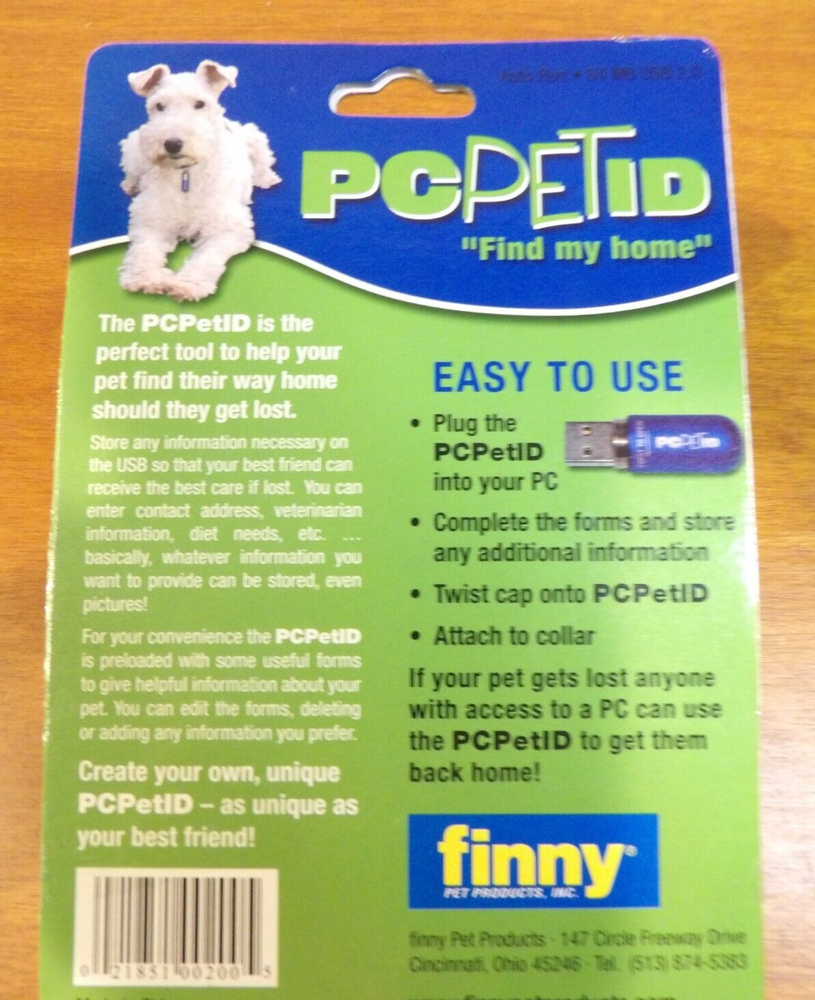 Auto Run • 64 MB USB 2.0
PCPETID
"Find my home"
The PCPetID is the
perfect tool to help your
pet find their way home
should they get lost.
Store any information necessary on
the USB so that your best friend can
receive the best care if lost. You can
enter contact address, veterinarian
information, diet needs, etc. ...
basically, whatever information you
want to provide can be stored, even
pictures!
For your convenience the PCPetID
is preloaded with some useful forms
to give helpful information about your
pet. You can edit the forms, deleting
or adding any information you prefer.
Create your own, unique
PCPetID – as unique as
your best friend!
0 21851 00200 5
EASY TO USE
• Plug the
PCPetID
into your PC
PCPETID
• Complete the forms and store
any additional information
• Twist cap onto PCPetID
• Attach to collar
If your pet gets lost anyone
with access to a PC can use
the PCPetID to get them
back home!
finny®
PET PRODUCTS, INC.
finny Pet Products · 147 Circle Freeway Drive
Cincinnati, Ohio 45246 · Tel. (513) 874-5383